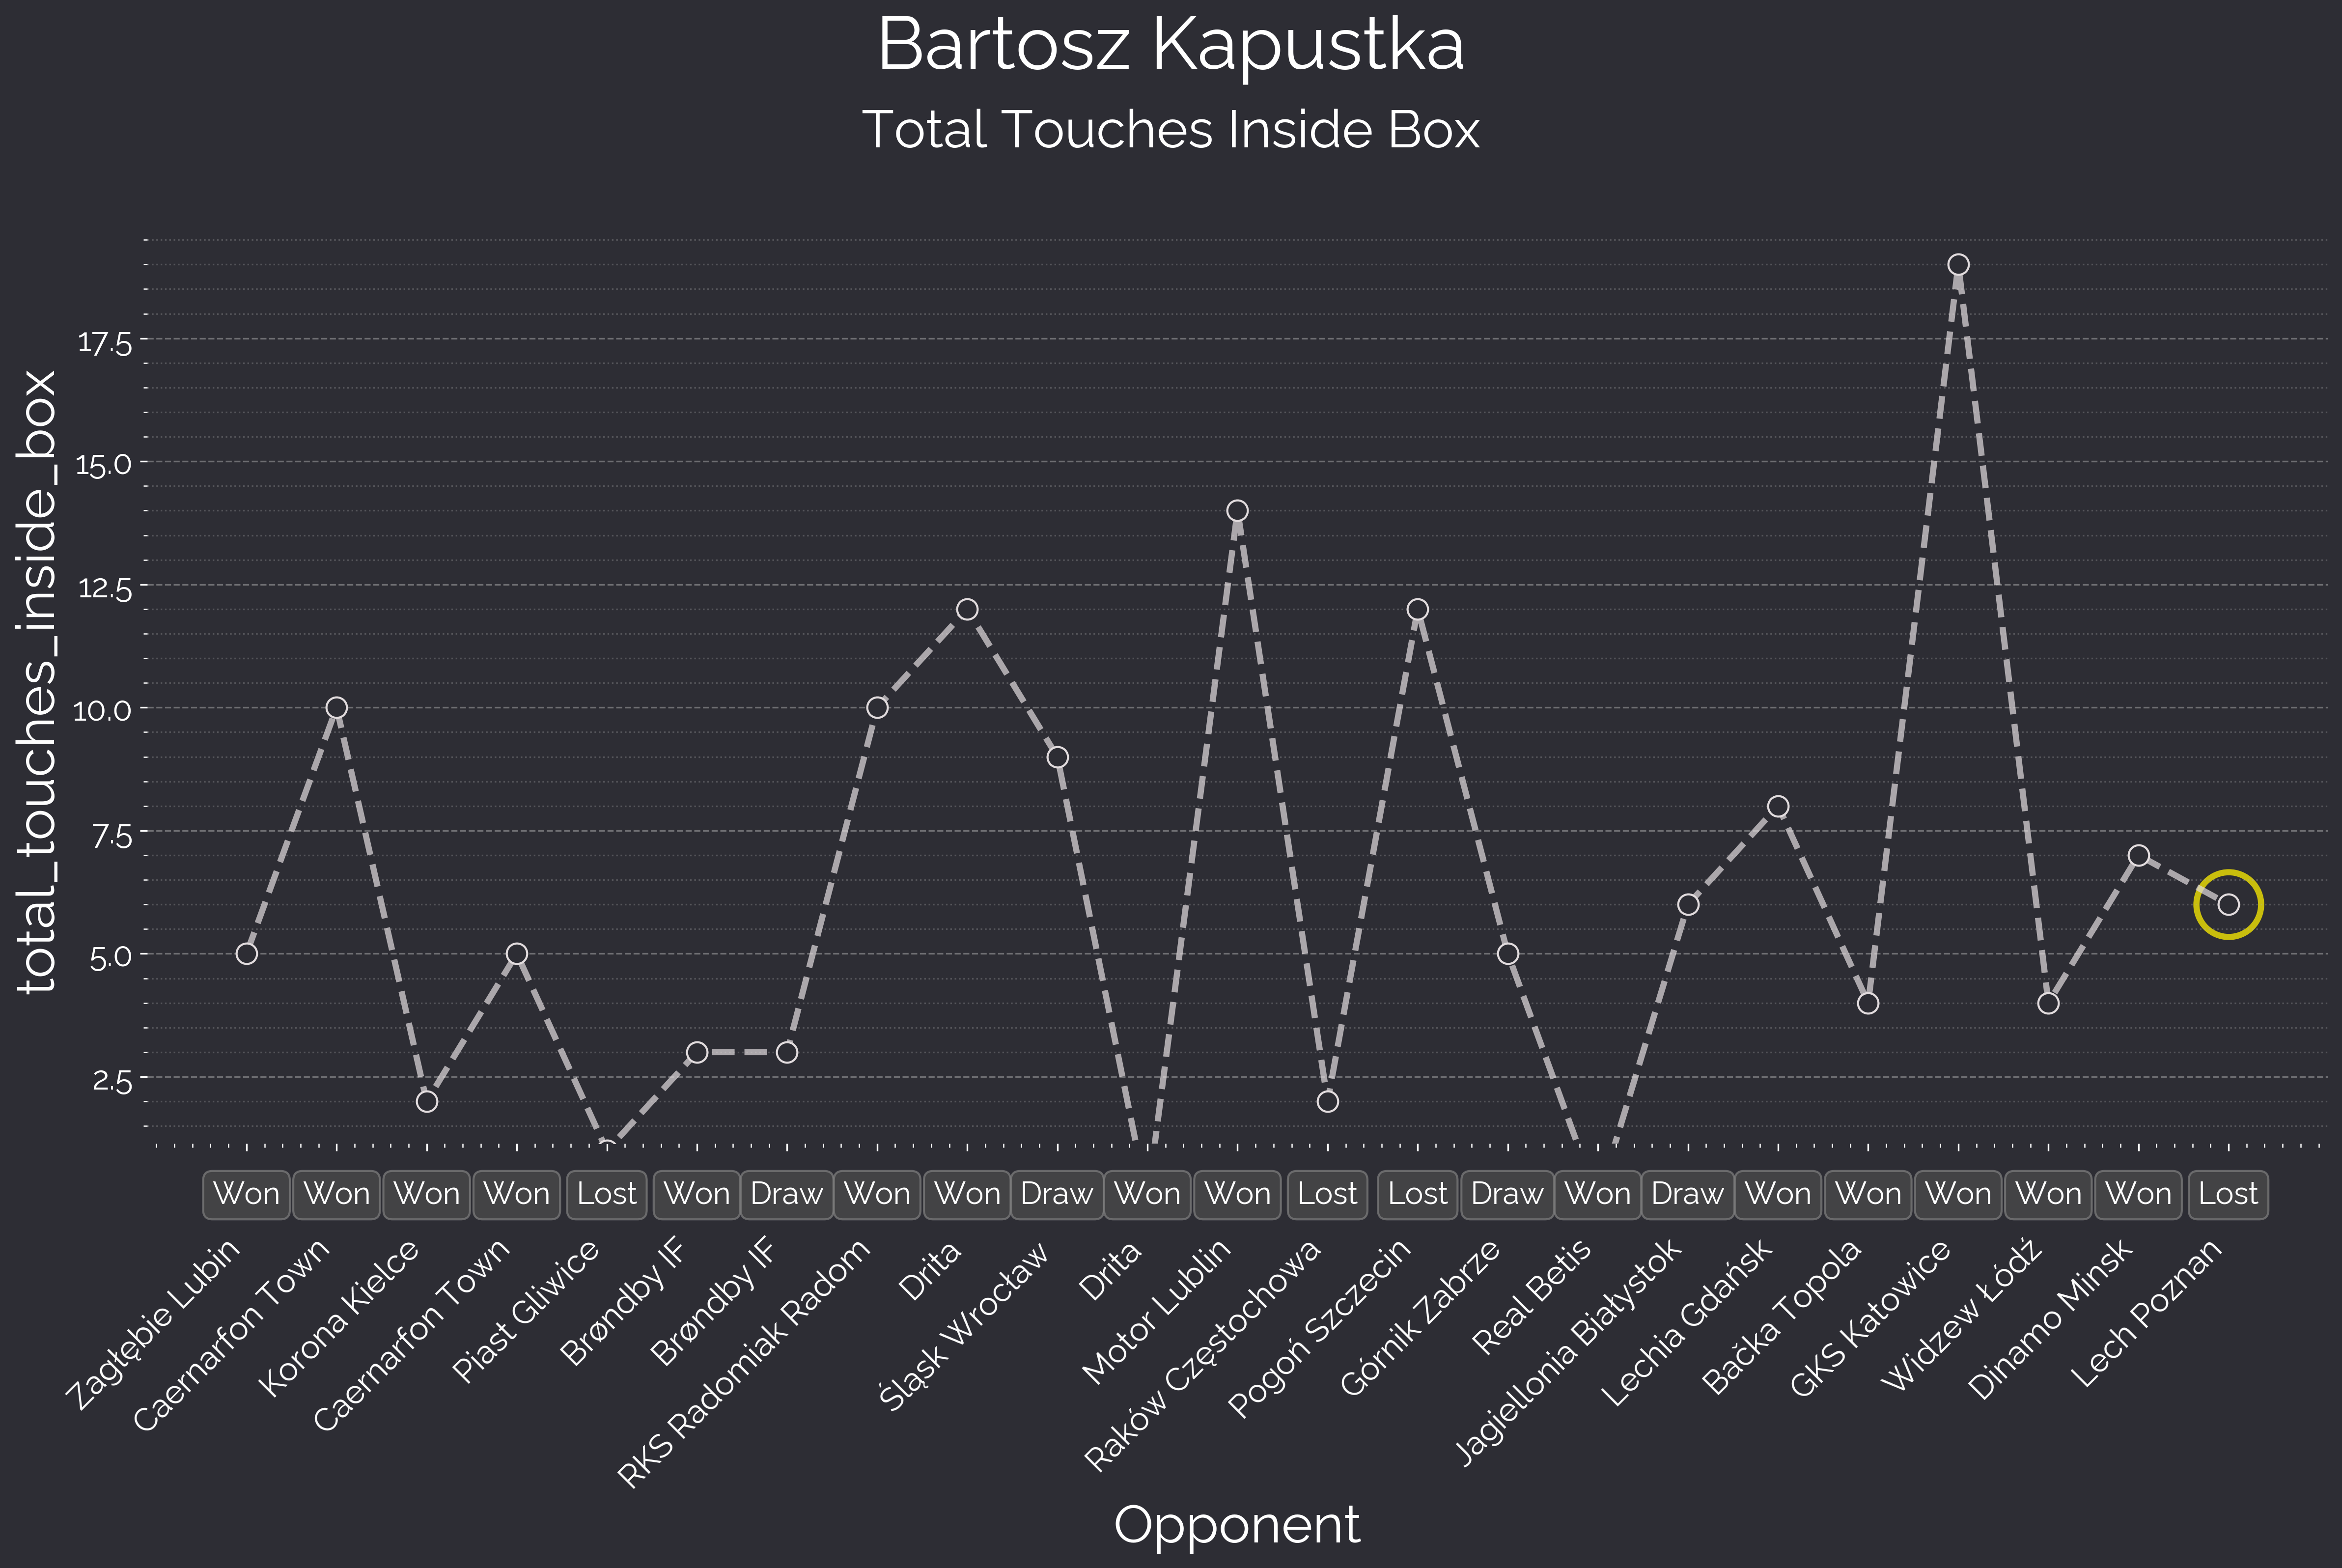 Bartosz Kapustka
Total Touches Inside Box
total_touches_inside_box
17.5
15.0
12.5
10.0
7.5
5.0
2.5
Won Won Won Won Lost Won Draw Won Won Draw Won Won Lost Lost Draw Won Draw Won Won Won Won Won Lost
Zagłębie Lubin
Caernarfon Town
Korona Kielce
Caernarfon Town
Piast Gliwice
Brøndby IF
Brøndby IF
RKS Radomiak Radom
Drita
Śląsk Wrocław
Drita
Motor Lublin
Raków Częstochowa
Pogoń Szczecin
Górnik Zabrze
Real Betis
Jagiellonia Białystok
Lechia Gdańsk
Bačka Topola
GKS Katowice
Widzew Łódź
Dinamo Minsk
Lech Poznan
Opponent